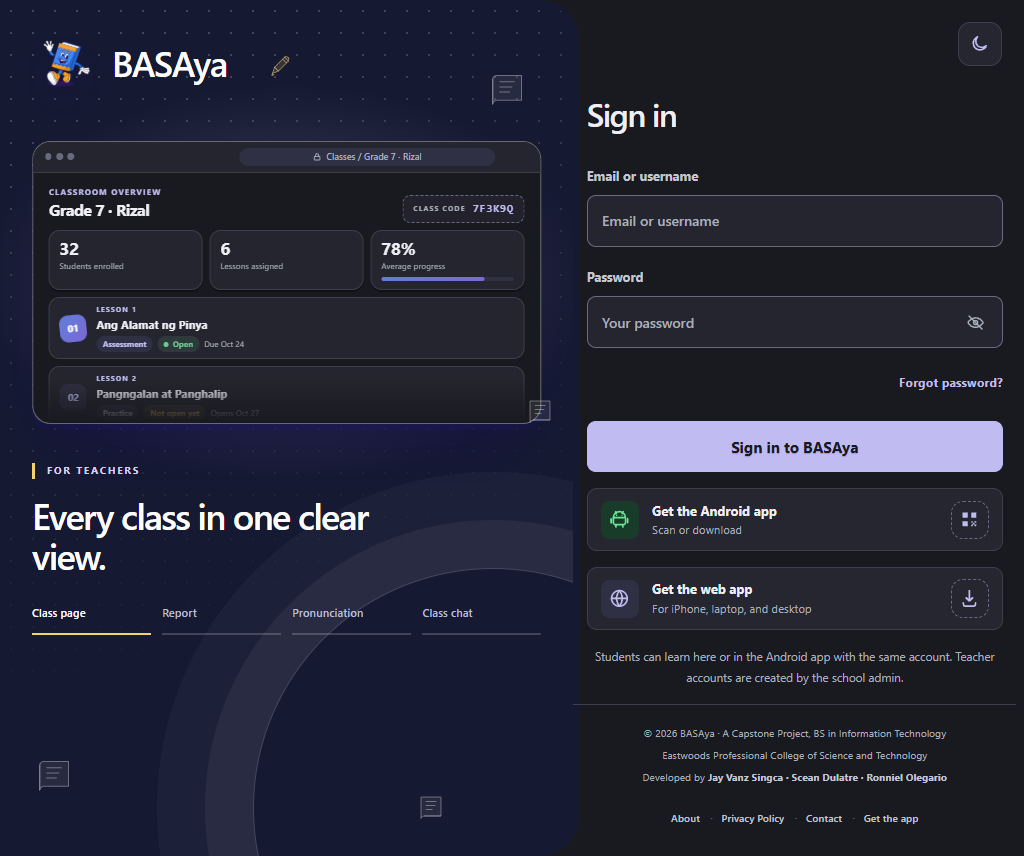 BASAya
Classes / Grade 7 · Rizal
CLASSROOM OVERVIEW
Grade 7 · Rizal
CLASS CODE 7F3K9Q
32
Students enrolled
6
Lessons assigned
78%
Average progress
LESSON 1
01
Ang Alamat ng Pinya
Assessment
Open
Due Oct 24
LESSON 2
02
Pangngalan at Panghalip
Practice
Not open yet
Opens Oct 27
FOR TEACHERS
Every class in one clear
view.
Class page
Report
Pronunciation
Class chat
Sign in
Email or username
Email or username
Password
Your password
Forgot password?
Sign in to BASAya
Get the Android app
Scan or download
Get the web app
For iPhone, laptop, and desktop
Students can learn here or in the Android app with the same account. Teacher
accounts are created by the school admin.
© 2026 BASAya · A Capstone Project, BS in Information Technology
Eastwoods Professional College of Science and Technology
Developed by Jay Vanz Singca • Scean Dulatre • Ronniel Olegario
About · Privacy Policy · Contact · Get the app